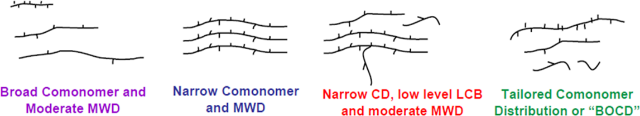 Broad Comonomer and
Moderate MWD
Narrow Comonomer
and MWD
Narrow CD, low level LCB
and moderate MWD
Tailored Comonomer
Distribution or “BOCD”